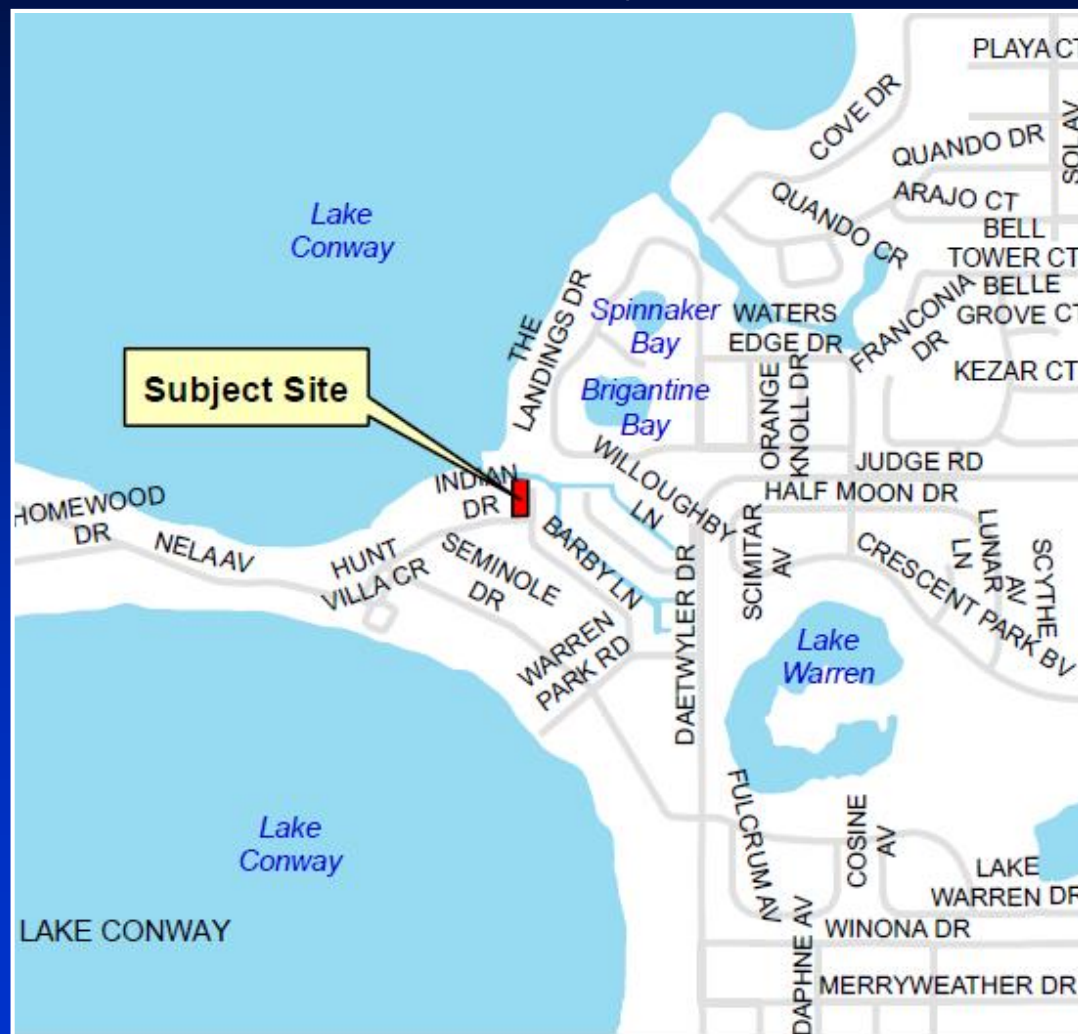 PLAYA CT
COVE DR
QUANDO DR
SOL AV
ARAJO CT
QUANDO CR
BELL
TOWER CT
Lake
Conway
BELLE
GROVE CT
FRANCONIA
DR
THE
LANDINGS DR
Spinnaker
Bay
WATERS
EDGE DR
KEZAR CT
Subject Site
Brigantine
Bay
ORANGE
KNOLL DR
WILLOUGHBY
LN
JUDGE RD
HALF MOON DR
INDIAN
DR
HOMEWOOD
DR
NELA AV
HUNT
VILLA CR
SEMINOLE
DR
BARBY LN
SCIMITAR
AV
CRESCENT PARK BV
LUNAR
LN
SCYTHE
AV
WARREN
PARK RD
DAETWYLER DR
Lake
Warren
Lake
Conway
FULCRUM AV
COSINE
AV
LAKE
WARREN DR
LAKE CONWAY
DAPHNE AV
WINONA DR
MERRYWEATHER DR